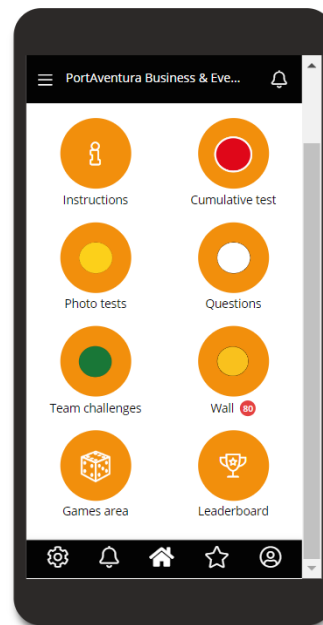 PortAventura Business & Eve...
Instructions
Cumulative test
Photo tests
Questions
Team challenges
Wall 80
Games area
Leaderboard